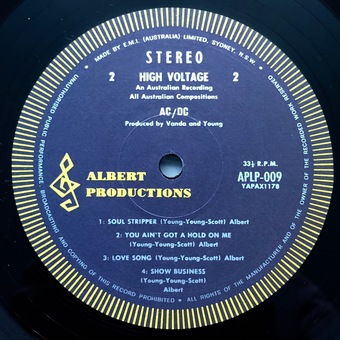 MADE BY E.M.I. (AUSTRALIA) LIMITED, SYDNEY, N.S.W.
STEREO
2 HIGH VOLTAGE 2
An Australian Recording
All Australian Compositions
AC/DC
Produced by Vanda and Young
33⅓ R.P.M.
APLP-009
YAPAX1178
ALBERT
PRODUCTIONS
1: SOUL STRIPPER (Young-Young-Scott) Albert
2: YOU AIN'T GOT A HOLD ON ME
(Young-Young-Scott) Albert
3: LOVE SONG (Young-Young-Scott) Albert
4: SHOW BUSINESS
(Young-Young-Scott)
Albert
UNAUTHORISED PUBLIC PERFORMANCE, BROADCASTING AND COPYING OF THIS RECORD PROHIBITED • ALL RIGHTS OF THE MANUFACTURER AND OF THE OWNER OF THE RECORDED WORK RESERVED